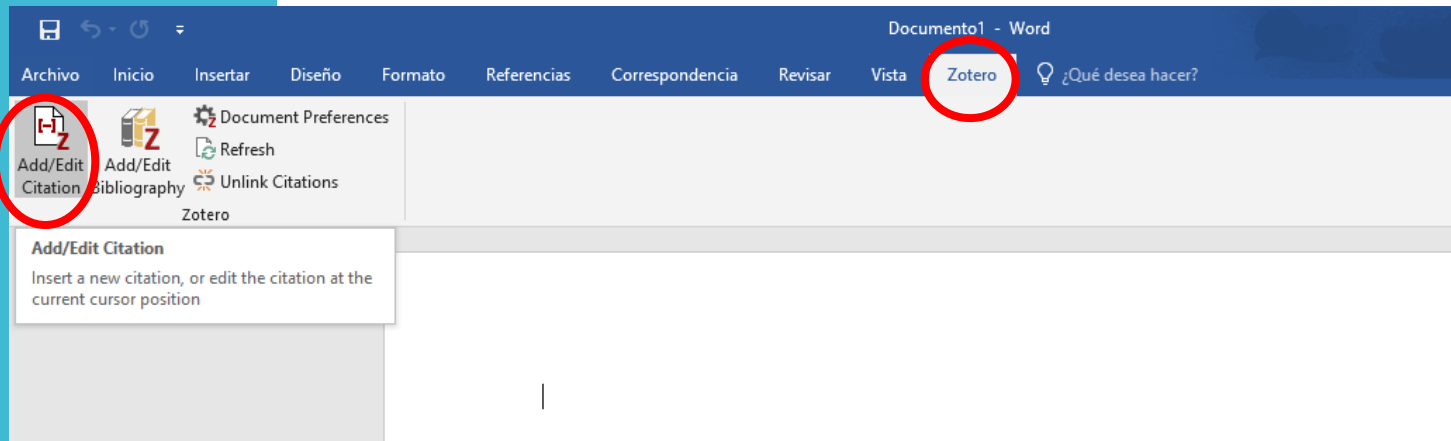 Documento1 - Word
Archivo Inicio Insertar Diseño Formato Referencias Correspondencia Revisar Vista Zotero ¿Qué desea hacer?
Add/Edit Citation
Add/Edit Bibliography
Document Preferences
Refresh
Unlink Citations
Zotero
Add/Edit Citation
Insert a new citation, or edit the citation at the
current cursor position